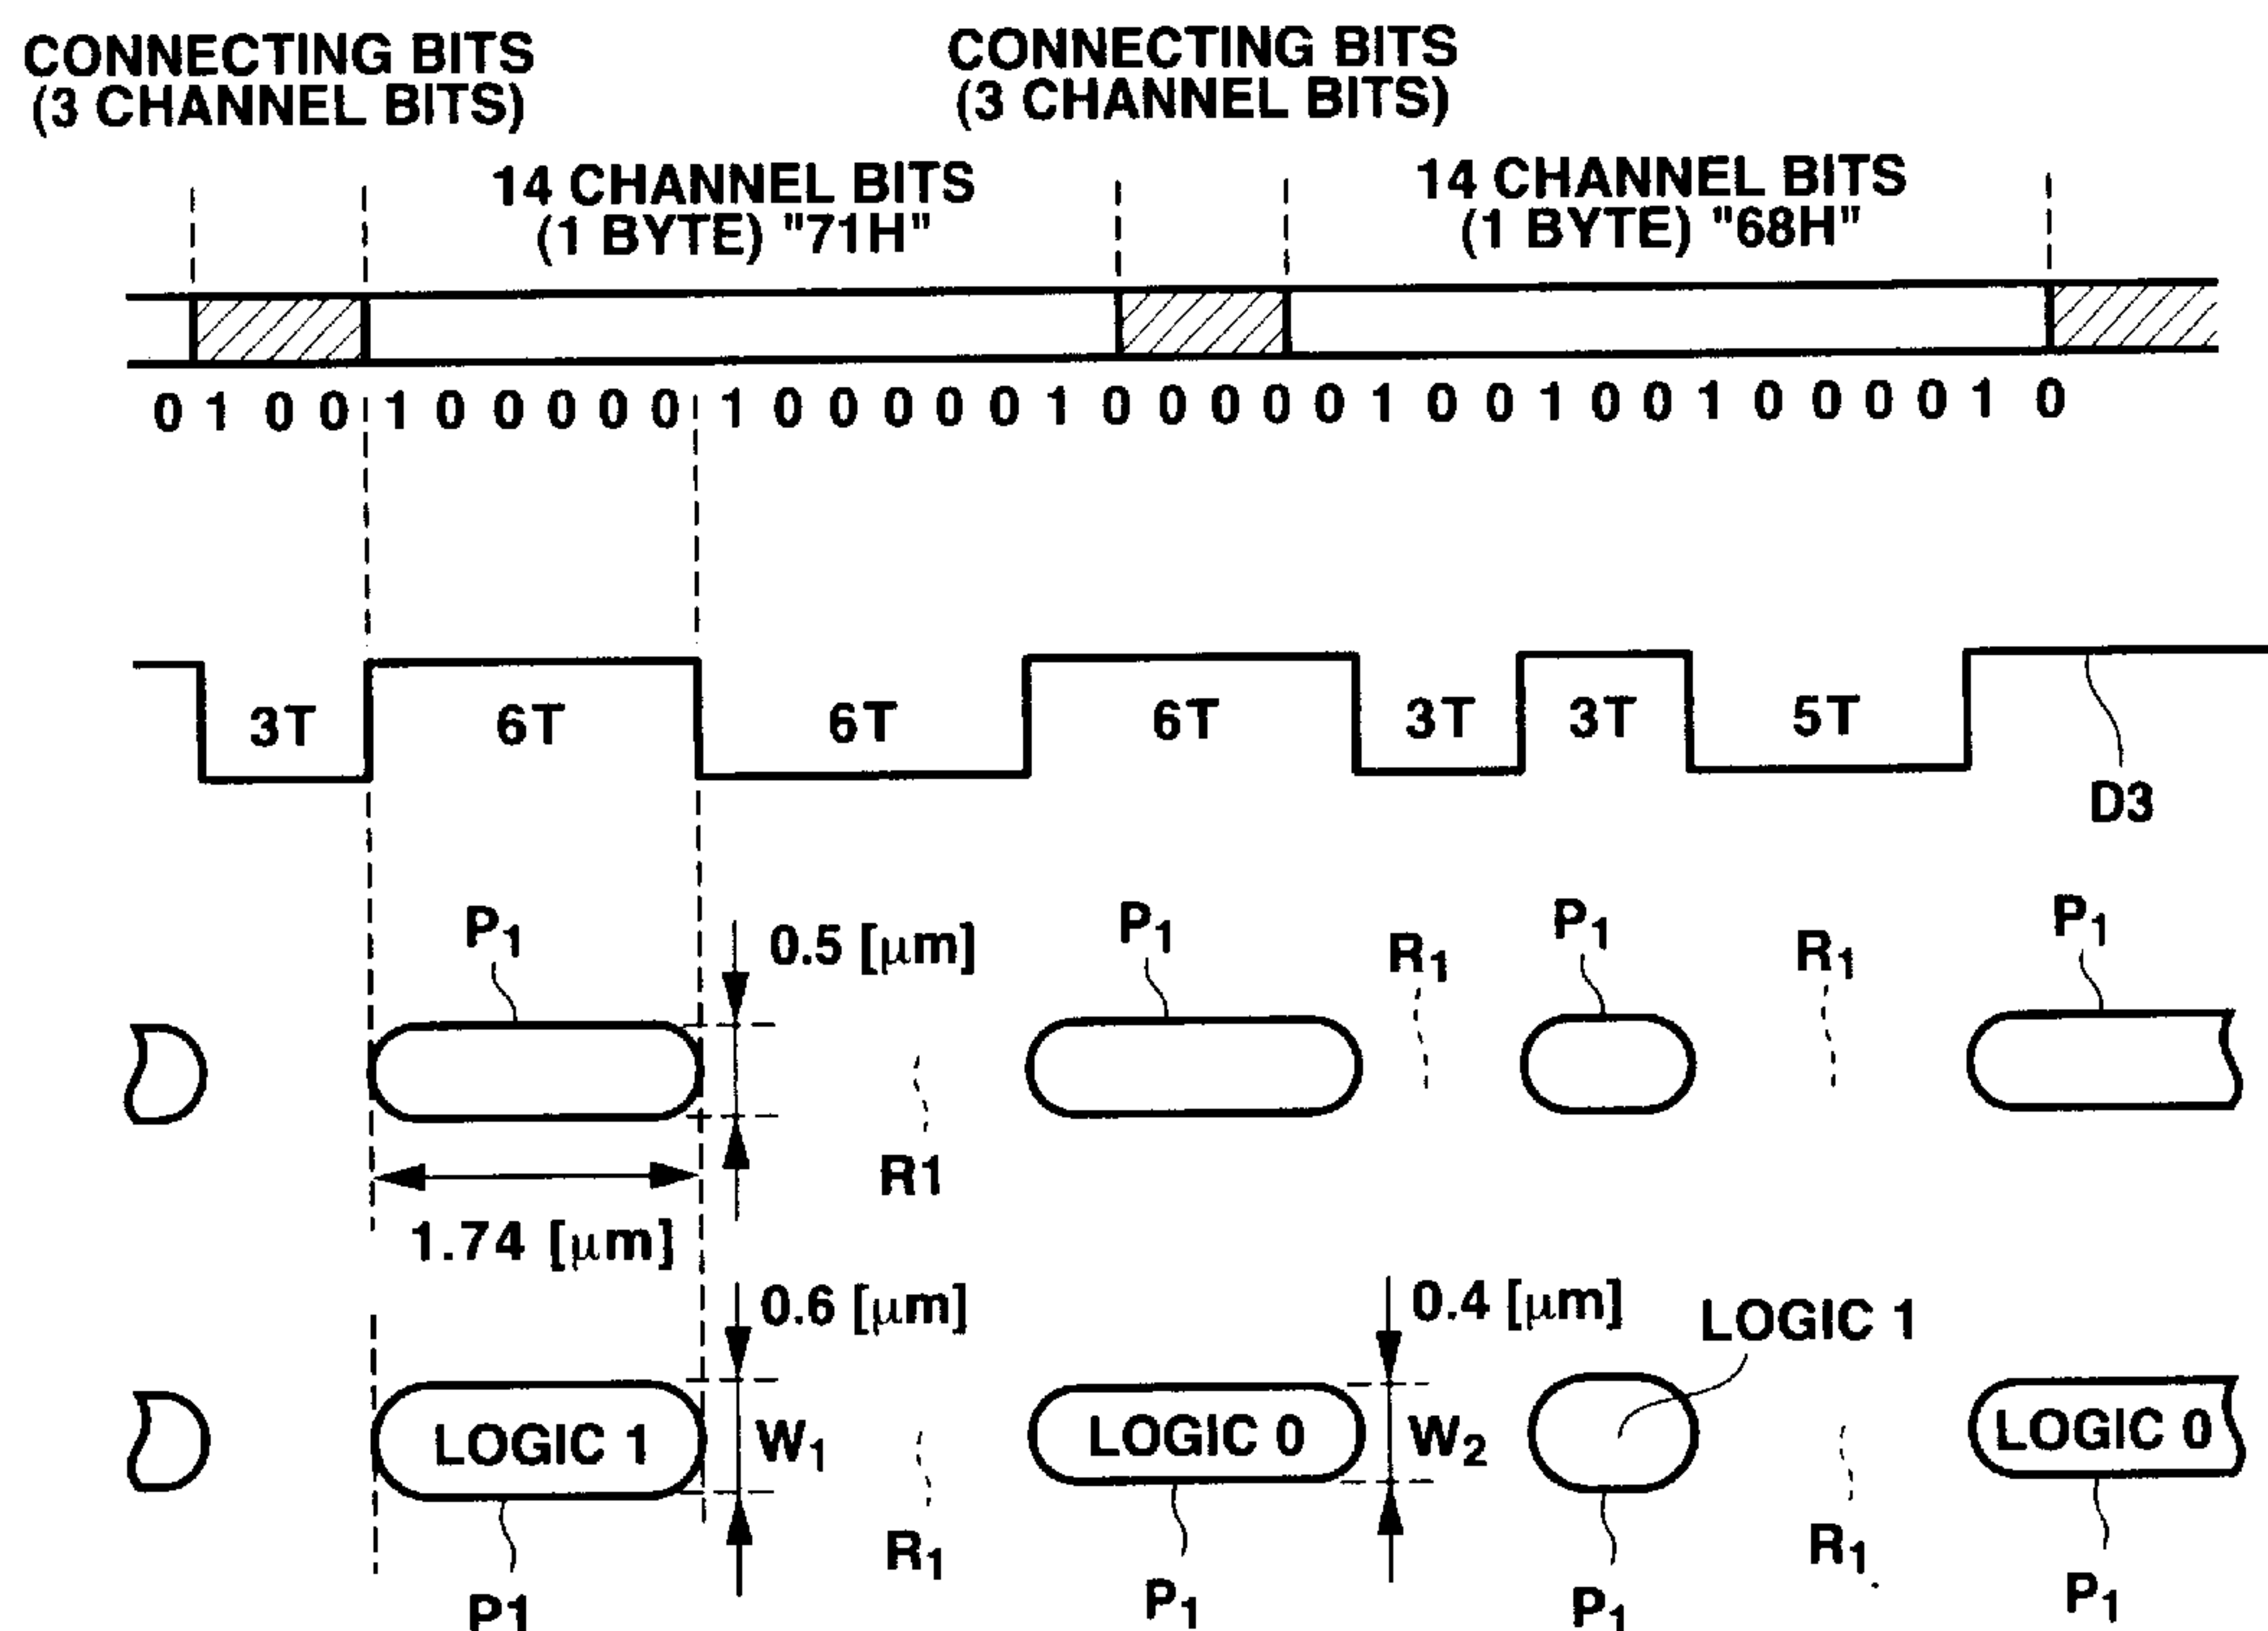 CONNECTING BITS
(3 CHANNEL BITS)
CONNECTING BITS
(3 CHANNEL BITS)
14 CHANNEL BITS
(1 BYTE) "71H"
14 CHANNEL BITS
(1 BYTE) "68H"
0 1 0 0 1 0 0 0 0 0 1 0 0 0 0 0 1 0 0 0 0 0 1 0 0 1 0 0 1 0 0 0 0 1 0
3T 6T 6T 6T 3T 3T 5T
D3
P1 0.5 [μm] P1 R1 P1 R1 P1
R1
1.74 [μm]
0.6 [μm] 0.4 [μm] LOGIC 1
LOGIC 1 W1 LOGIC 0 W2 LOGIC 0
R1 R1
P1 P1 P1 P1